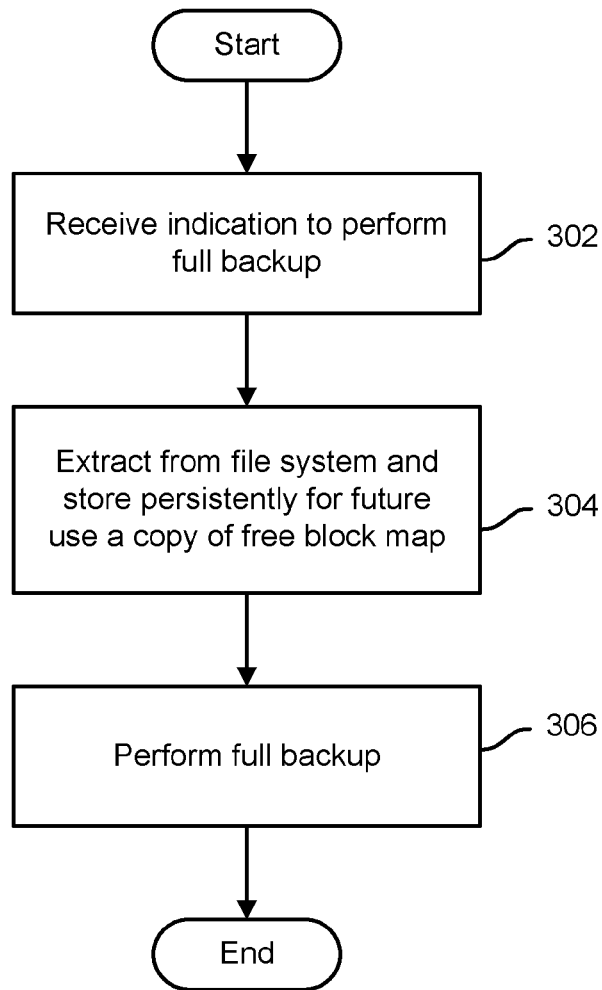 Start
Receive indication to perform
full backup
302
Extract from file system and
store persistently for future
use a copy of free block map
304
Perform full backup
306
End